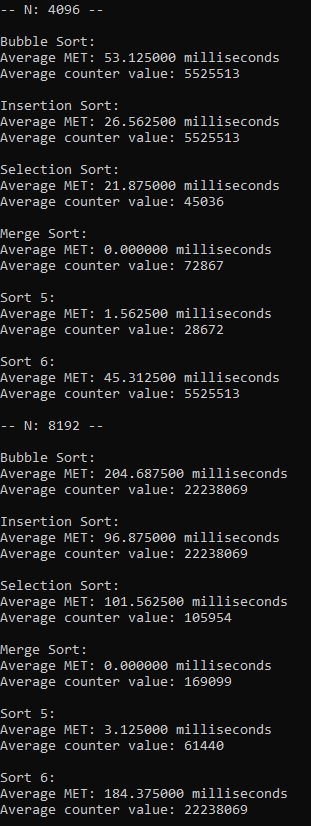 -- N: 4096 --
Bubble Sort:
Average MET: 53.125000 milliseconds
Average counter value: 5525513
Insertion Sort:
Average MET: 26.562500 milliseconds
Average counter value: 5525513
Selection Sort:
Average MET: 21.875000 milliseconds
Average counter value: 45036
Merge Sort:
Average MET: 0.000000 milliseconds
Average counter value: 72867
Sort 5:
Average MET: 1.562500 milliseconds
Average counter value: 28672
Sort 6:
Average MET: 45.312500 milliseconds
Average counter value: 5525513
-- N: 8192 --
Bubble Sort:
Average MET: 204.687500 milliseconds
Average counter value: 22238069
Insertion Sort:
Average MET: 96.875000 milliseconds
Average counter value: 22238069
Selection Sort:
Average MET: 101.562500 milliseconds
Average counter value: 105954
Merge Sort:
Average MET: 0.000000 milliseconds
Average counter value: 169099
Sort 5:
Average MET: 3.125000 milliseconds
Average counter value: 61440
Sort 6:
Average MET: 184.375000 milliseconds
Average counter value: 22238069